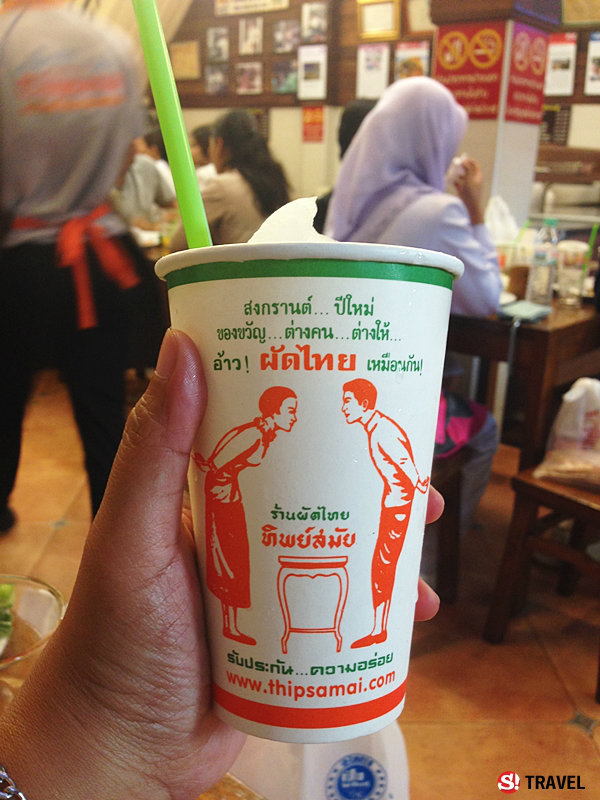 สงกรานต์... ปีใหม่
ของขวัญ...ต่างคน...ต่างให้...
อ้าว! ผัดไทย เหมือนกัน!
ร้านผัดไทย
ทิพย์สมัย
รับประกัน...ความอร่อย
www.thipsamai.com
S! TRAVEL